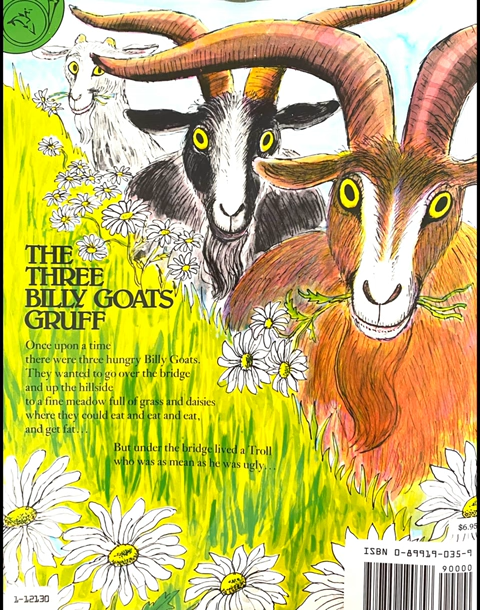 THE
THREE
BILLY GOATS
GRUFF
Once upon a time
there were three hungry Billy Goats.
They wanted to go over the bridge
and up the hillside
to a fine meadow full of grass and daisies
where they could eat and eat and eat,
and get fat...
But under the bridge lived a Troll
who was as mean as he was ugly...
$6.95
ISBN 0-89919-035-9
90000
1-12130